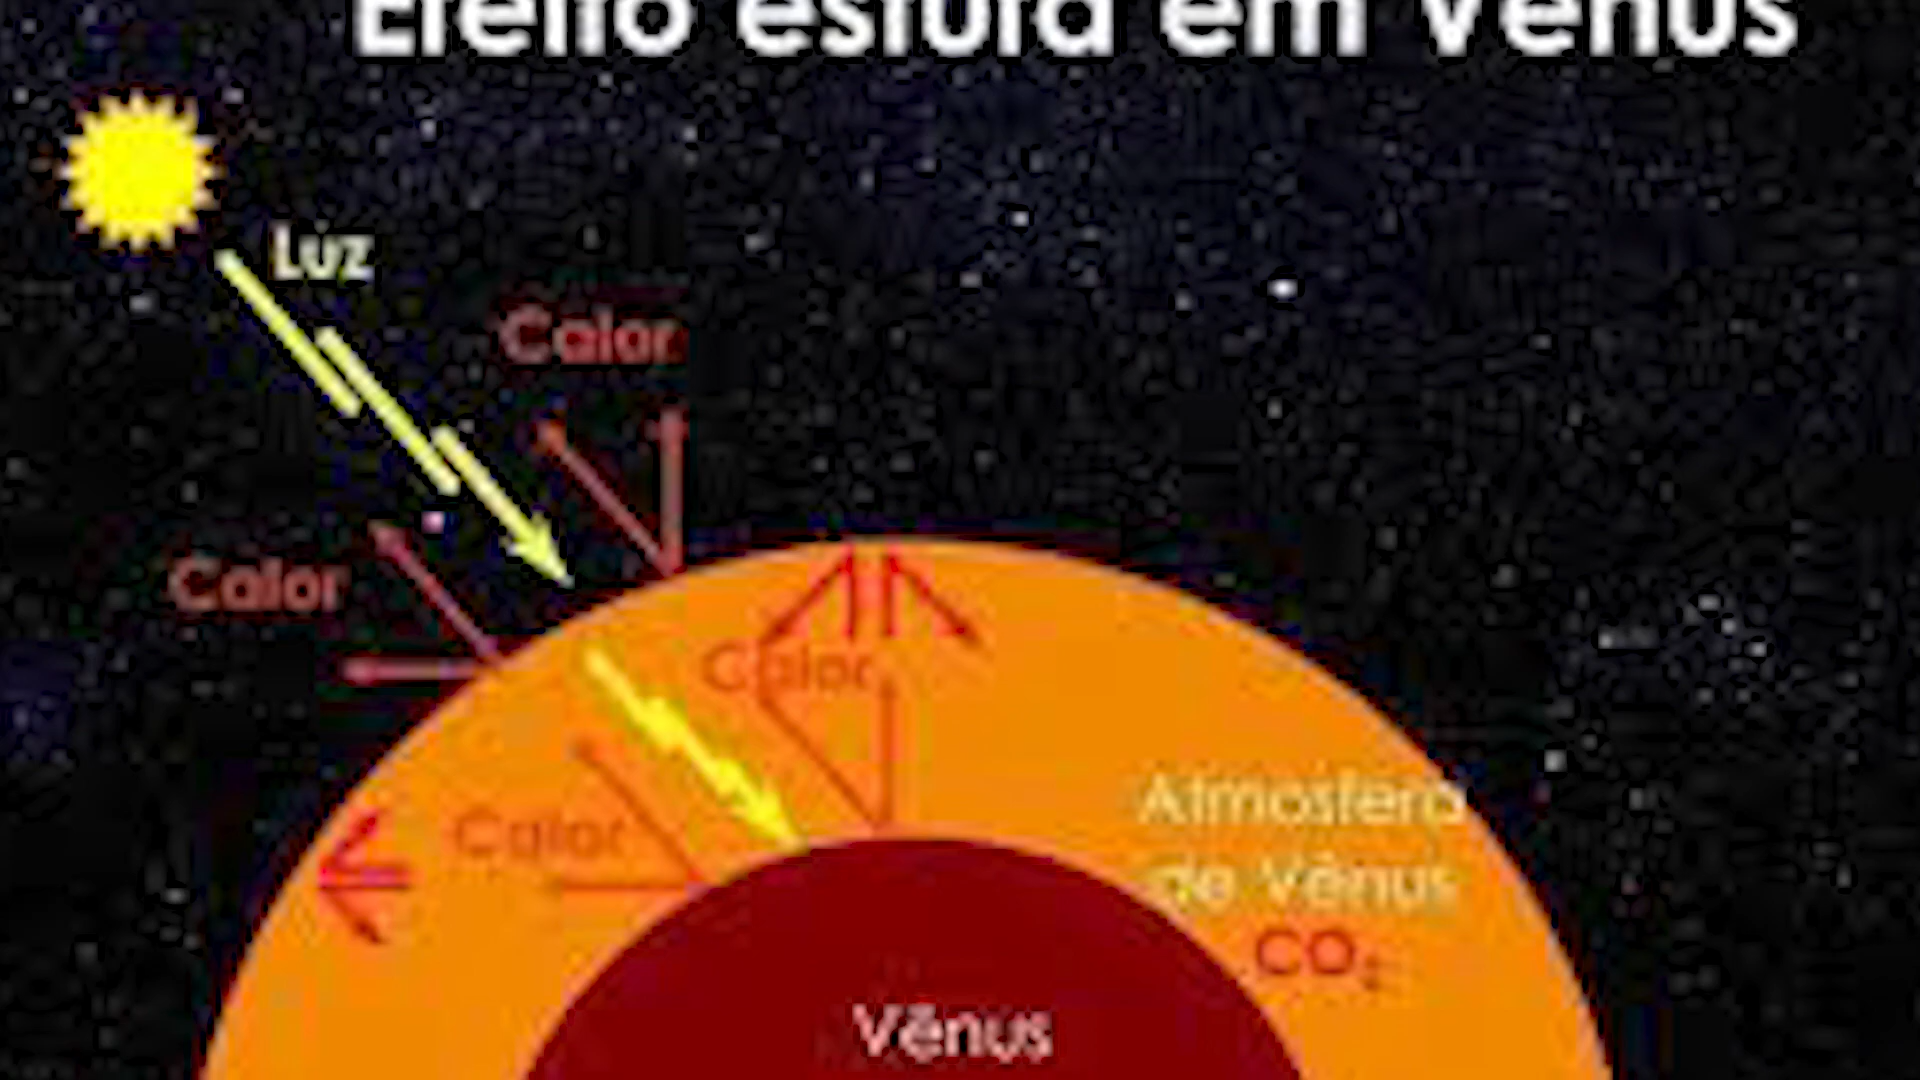 Efeito estufa em Vênus
Luz
Calor
Calor
Calor
Calor
Atmosfera
de Vênus
CO₂
Vênus